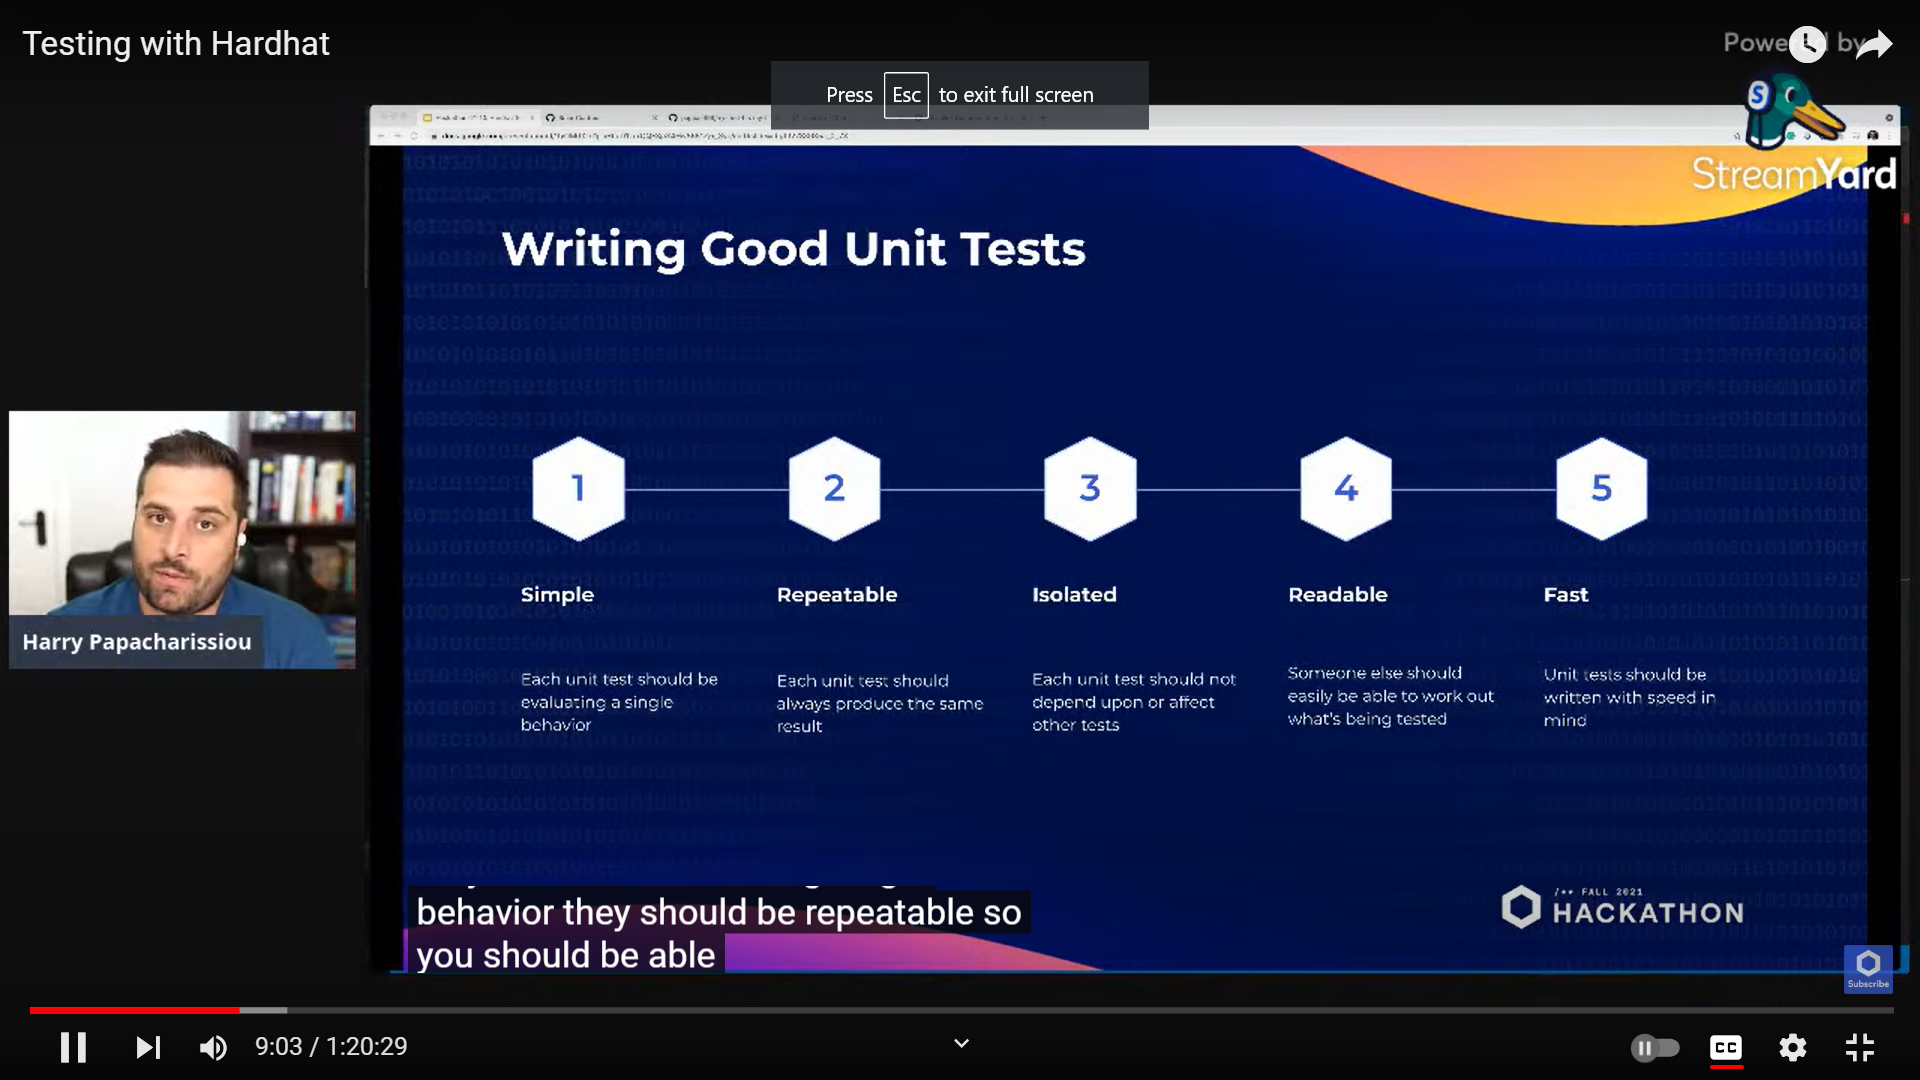 Testing with Hardhat
Powered by
Press Esc to exit full screen
StreamYard
Writing Good Unit Tests
1
2
3
4
5
Simple
Repeatable
Isolated
Readable
Fast
Each unit test should be
evaluating a single
behavior
Each unit test should
always produce the same
result
Each unit test should not
depend upon or affect
other tests
Someone else should
easily be able to work out
what's being tested
Unit tests should be
written with speed in
mind
Harry Papacharissiou
behavior they should be repeatable so
you should be able
/** FALL 2021
HACKATHON
Subscribe
9:03 / 1:20:29
CC